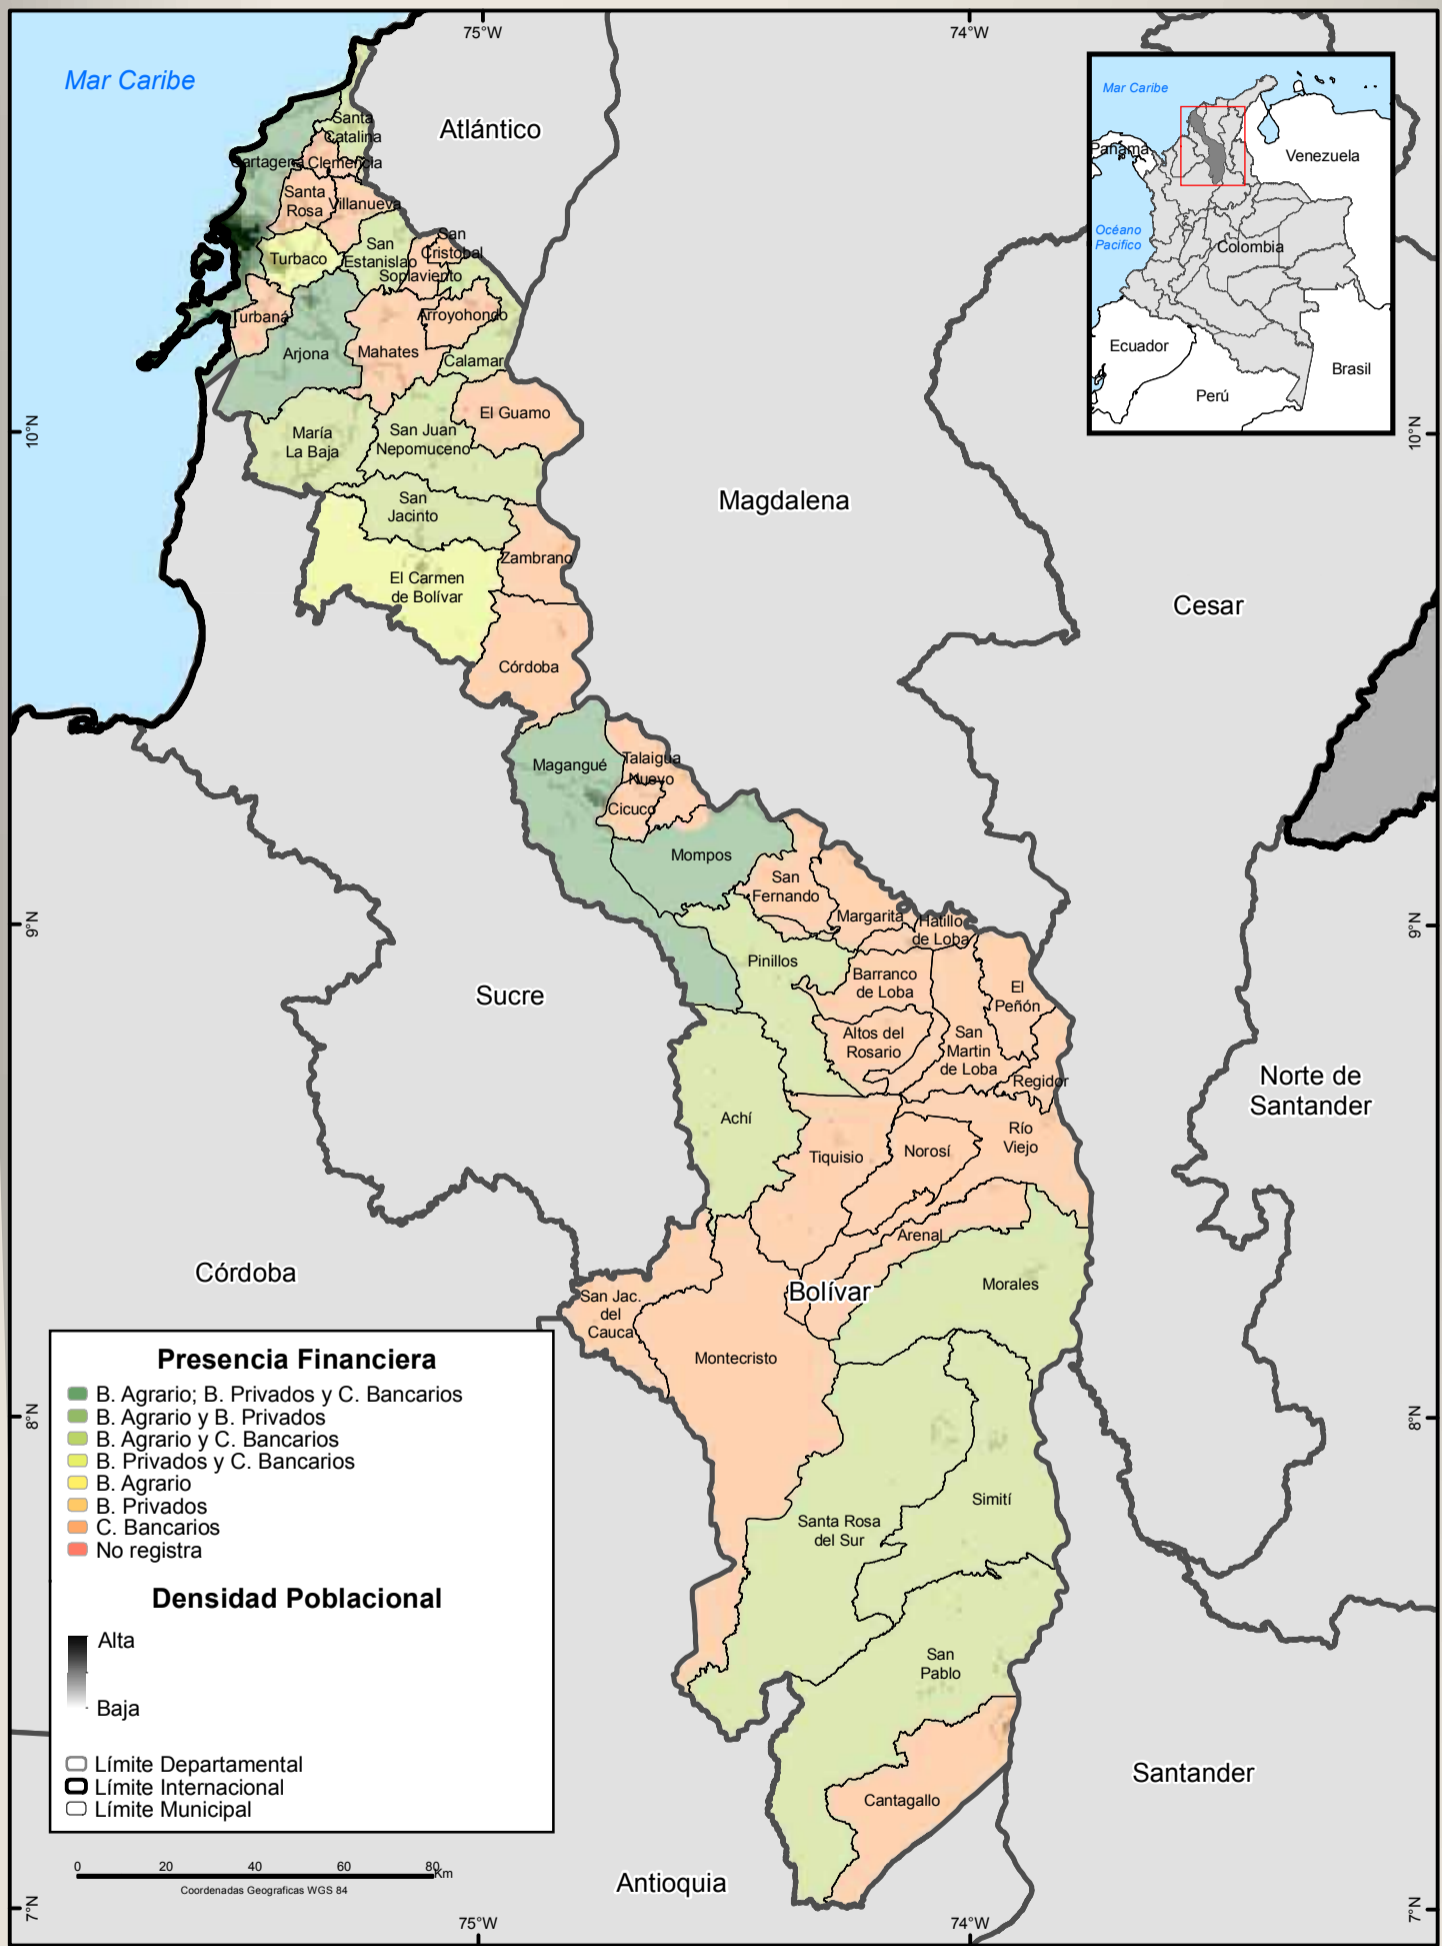 75°W
74°W
Mar Caribe
Atlántico
Santa
Catalina
Cartagena
Clemencia
Santa
Rosa
Villanueva
Turbaco
San
Estanislao
San
Cristobal
Soplaviento
Turbaná
Arroyohondo
Arjona
Mahates
Calamar
El Guamo
María
La Baja
San Juan
Nepomuceno
San
Jacinto
Zambrano
El Carmen
de Bolívar
Córdoba
Magdalena
Cesar
Magangué
Talaigua
Nuevo
Cicuco
Mompos
San
Fernando
Margarita
Hatillo
de Loba
Pinillos
Barranco
de Loba
El
Peñón
Altos del
Rosario
San
Martin
de Loba
Regidor
Sucre
Norte de
Santander
Achí
Tiquisio
Norosí
Río
Viejo
Arenal
Morales
Bolívar
Córdoba
San Jac.
del
Cauca
Montecristo
Santa Rosa
del Sur
Simití
San
Pablo
Cantagallo
Santander
Antioquia
Mar Caribe
Panamá
Venezuela
Océano
Pacífico
Colombia
Ecuador
Brasil
Perú
10°N
10°N
9°N
9°N
8°N
8°N
7°N
7°N
Presencia Financiera
B. Agrario; B. Privados y C. Bancarios
B. Agrario y B. Privados
B. Agrario y C. Bancarios
B. Privados y C. Bancarios
B. Agrario
B. Privados
C. Bancarios
No registra
Densidad Poblacional
Alta
Baja
Límite Departamental
Límite Internacional
Límite Municipal
0 20 40 60 80 Km
Coordenadas Geograficas WGS 84
75°W
74°W